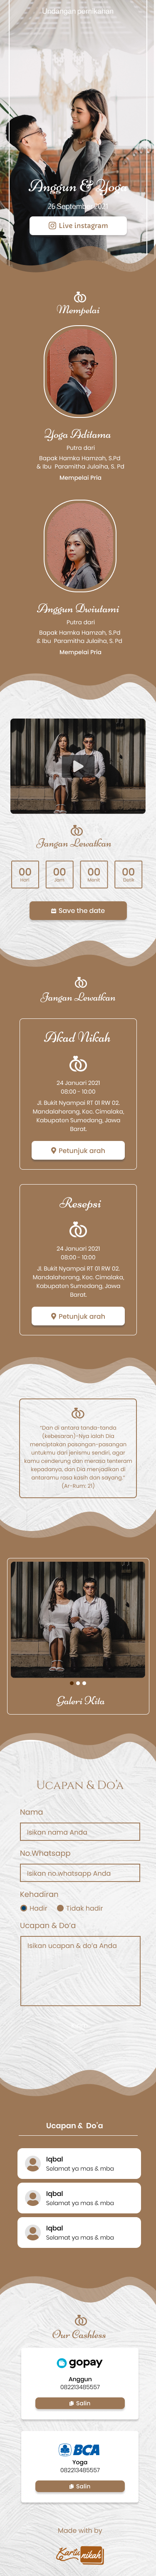 Undangan pernikahan
Anggun & Yoga
26 September 2021
Live instagram
Mempelai
Yoga Aditama
Putra dari
Bapak Hamka Hamzah, S.Pd
& Ibu Paramitha Julaiha, S. Pd
Mempelai Pria
Anggun Dwiutami
Putra dari
Bapak Hamka Hamzah, S.Pd
& Ibu Paramitha Julaiha, S. Pd
Mempelai Pria
Jangan Lewatkan
00 00 00 00
Hari Jam Menit Detik
Save the date
Jangan Lewatkan
Akad Nikah
24 Januari 2021
08:00 - 10:00
Jl. Bukit Nyampai RT 01 RW 02,
Mandalaherang, Kec. Cimalaka,
Kabupaten Sumedang, Jawa
Barat.
Petunjuk arah
Resepsi
24 Januari 2021
08:00 - 10:00
Jl. Bukit Nyampai RT 01 RW 02,
Mandalaherang, Kec. Cimalaka,
Kabupaten Sumedang, Jawa
Barat.
Petunjuk arah
"Dan di antara tanda-tanda
(kebesaran)-Nya ialah Dia
menciptakan pasangan-pasangan
untukmu dari jenismu sendiri, agar
kamu cenderung dan merasa tenteram
kepadanya, dan Dia menjadikan di
antaramu rasa kasih dan sayang."
(Ar-Rum: 21)
Galeri Kita
Ucapan & Do'a
Nama
Isikan nama Anda
No.Whatsapp
Isikan no.whatsapp Anda
Kehadiran
Hadir Tidak hadir
Ucapan & Do'a
Isikan ucapan & do'a Anda
Ucapan & Do'a
Iqbal
Selamat ya mas & mba
Iqbal
Selamat ya mas & mba
Iqbal
Selamat ya mas & mba
Our Cashless
gopay
Anggun
082213485557
Salin
BCA
Yoga
082213485557
Salin
Made with by
Kartu nikah